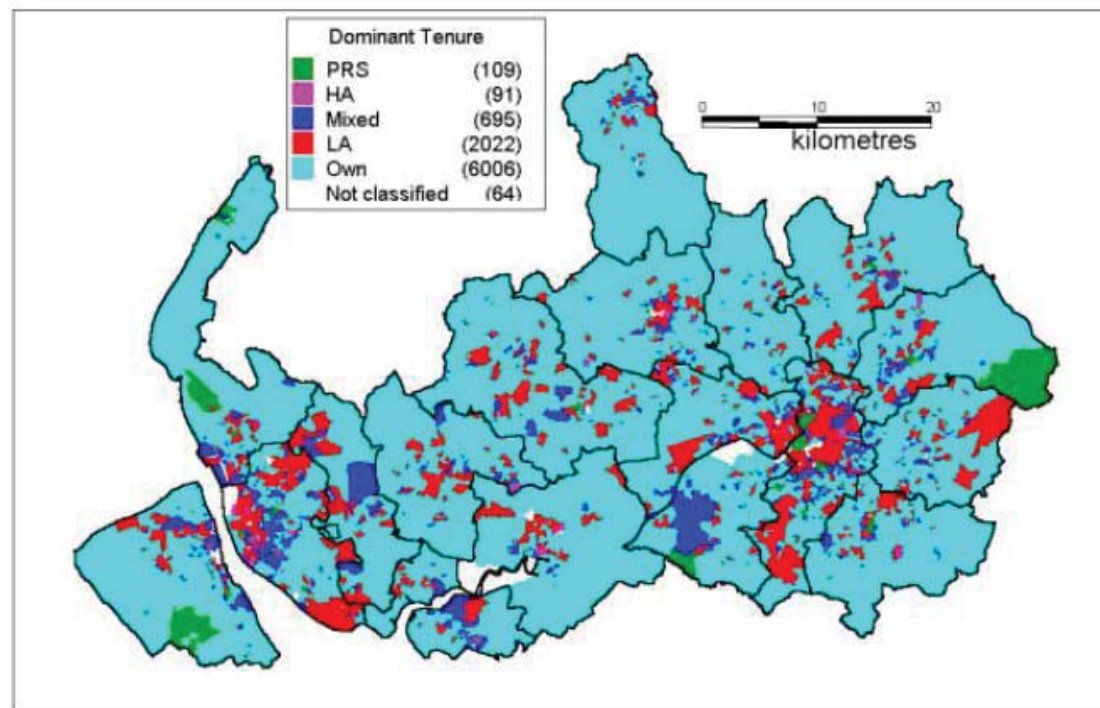 Dominant Tenure
PRS (109)
HA (91)
Mixed (695)
LA (2022)
Own (6006)
Not classified (64)
0 10 20
kilometres